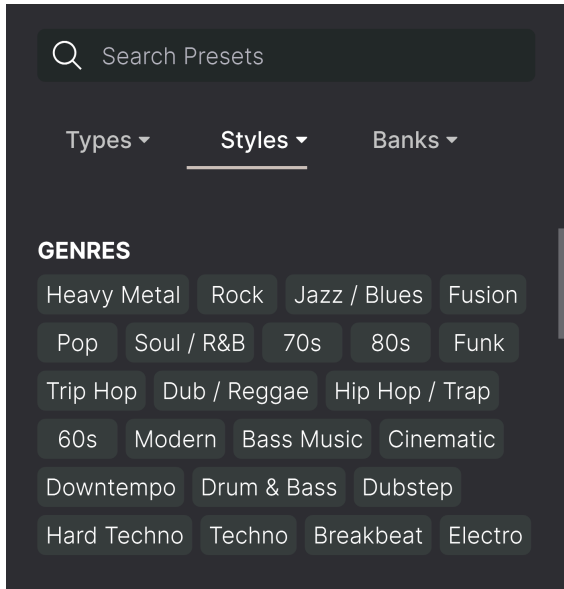 Search Presets
Types Styles Banks
GENRES
Heavy Metal Rock Jazz / Blues Fusion
Pop Soul / R&B 70s 80s Funk
Trip Hop Dub / Reggae Hip Hop / Trap
60s Modern Bass Music Cinematic
Downtempo Drum & Bass Dubstep
Hard Techno Techno Breakbeat Electro